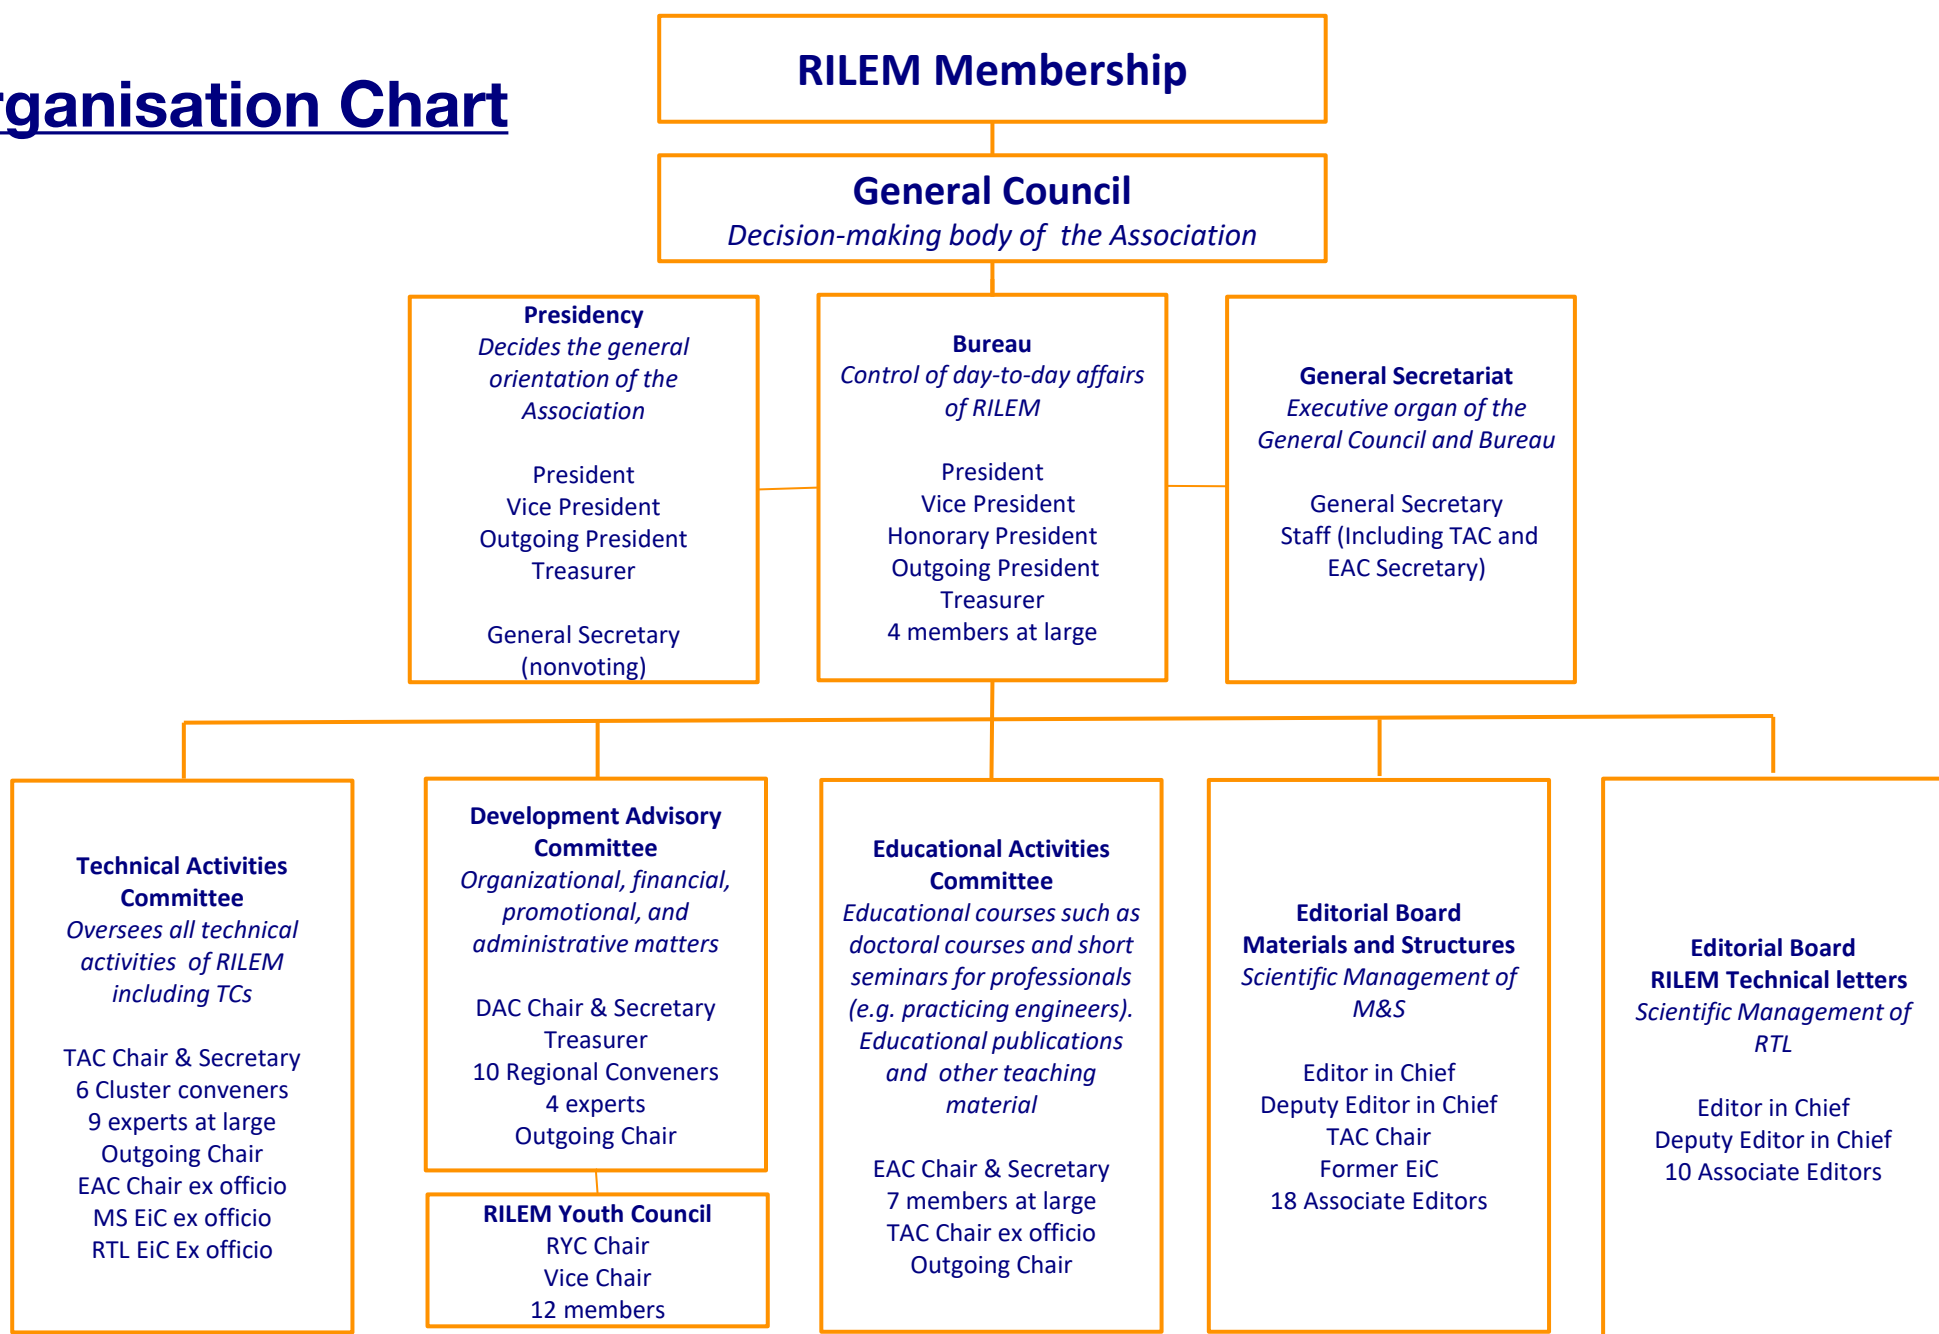 rganisation Chart
RILEM Membership
General Council
Decision-making body of the Association
Presidency
Decides the general
orientation of the
Association
President
Vice President
Outgoing President
Treasurer
General Secretary
(nonvoting)
Bureau
Control of day-to-day affairs
of RILEM
President
Vice President
Honorary President
Outgoing President
Treasurer
4 members at large
General Secretariat
Executive organ of the
General Council and Bureau
General Secretary
Staff (Including TAC and
EAC Secretary)
Technical Activities
Committee
Oversees all technical
activities of RILEM
including TCs
TAC Chair & Secretary
6 Cluster conveners
9 experts at large
Outgoing Chair
EAC Chair ex officio
MS EiC ex officio
RTL EiC Ex officio
Development Advisory
Committee
Organizational, financial,
promotional, and
administrative matters
DAC Chair & Secretary
Treasurer
10 Regional Conveners
4 experts
Outgoing Chair
RILEM Youth Council
RYC Chair
Vice Chair
12 members
Educational Activities
Committee
Educational courses such as
doctoral courses and short
seminars for professionals
(e.g. practicing engineers).
Educational publications
and other teaching
material
EAC Chair & Secretary
7 members at large
TAC Chair ex officio
Outgoing Chair
Editorial Board
Materials and Structures
Scientific Management of
M&S
Editor in Chief
Deputy Editor in Chief
TAC Chair
Former EiC
18 Associate Editors
Editorial Board
RILEM Technical letters
Scientific Management of
RTL
Editor in Chief
Deputy Editor in Chief
10 Associate Editors